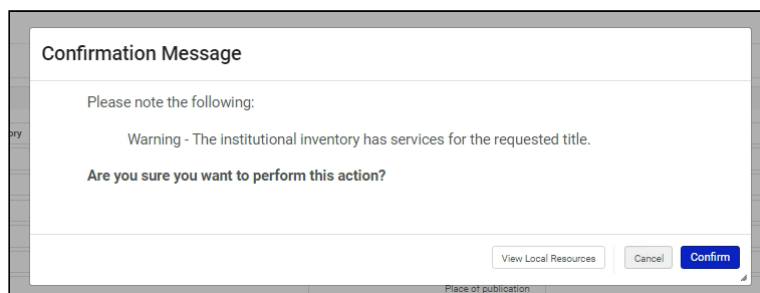 Confirmation Message
Please note the following:
ory
Warning - The institutional inventory has services for the requested title.
Are you sure you want to perform this action?
View Local Resources
Cancel
Confirm
Place of publication